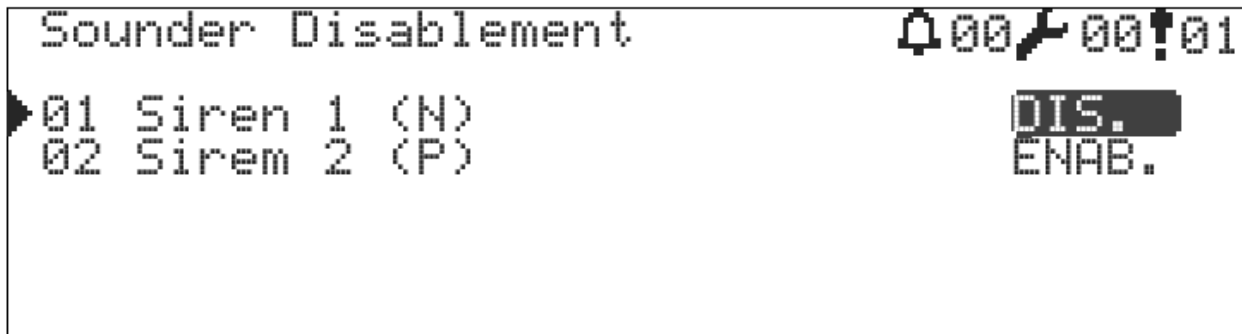 Sounder Disablement 00 00 01
01 Siren 1 (N) DIS.
02 Sirem 2 (P) ENAB.